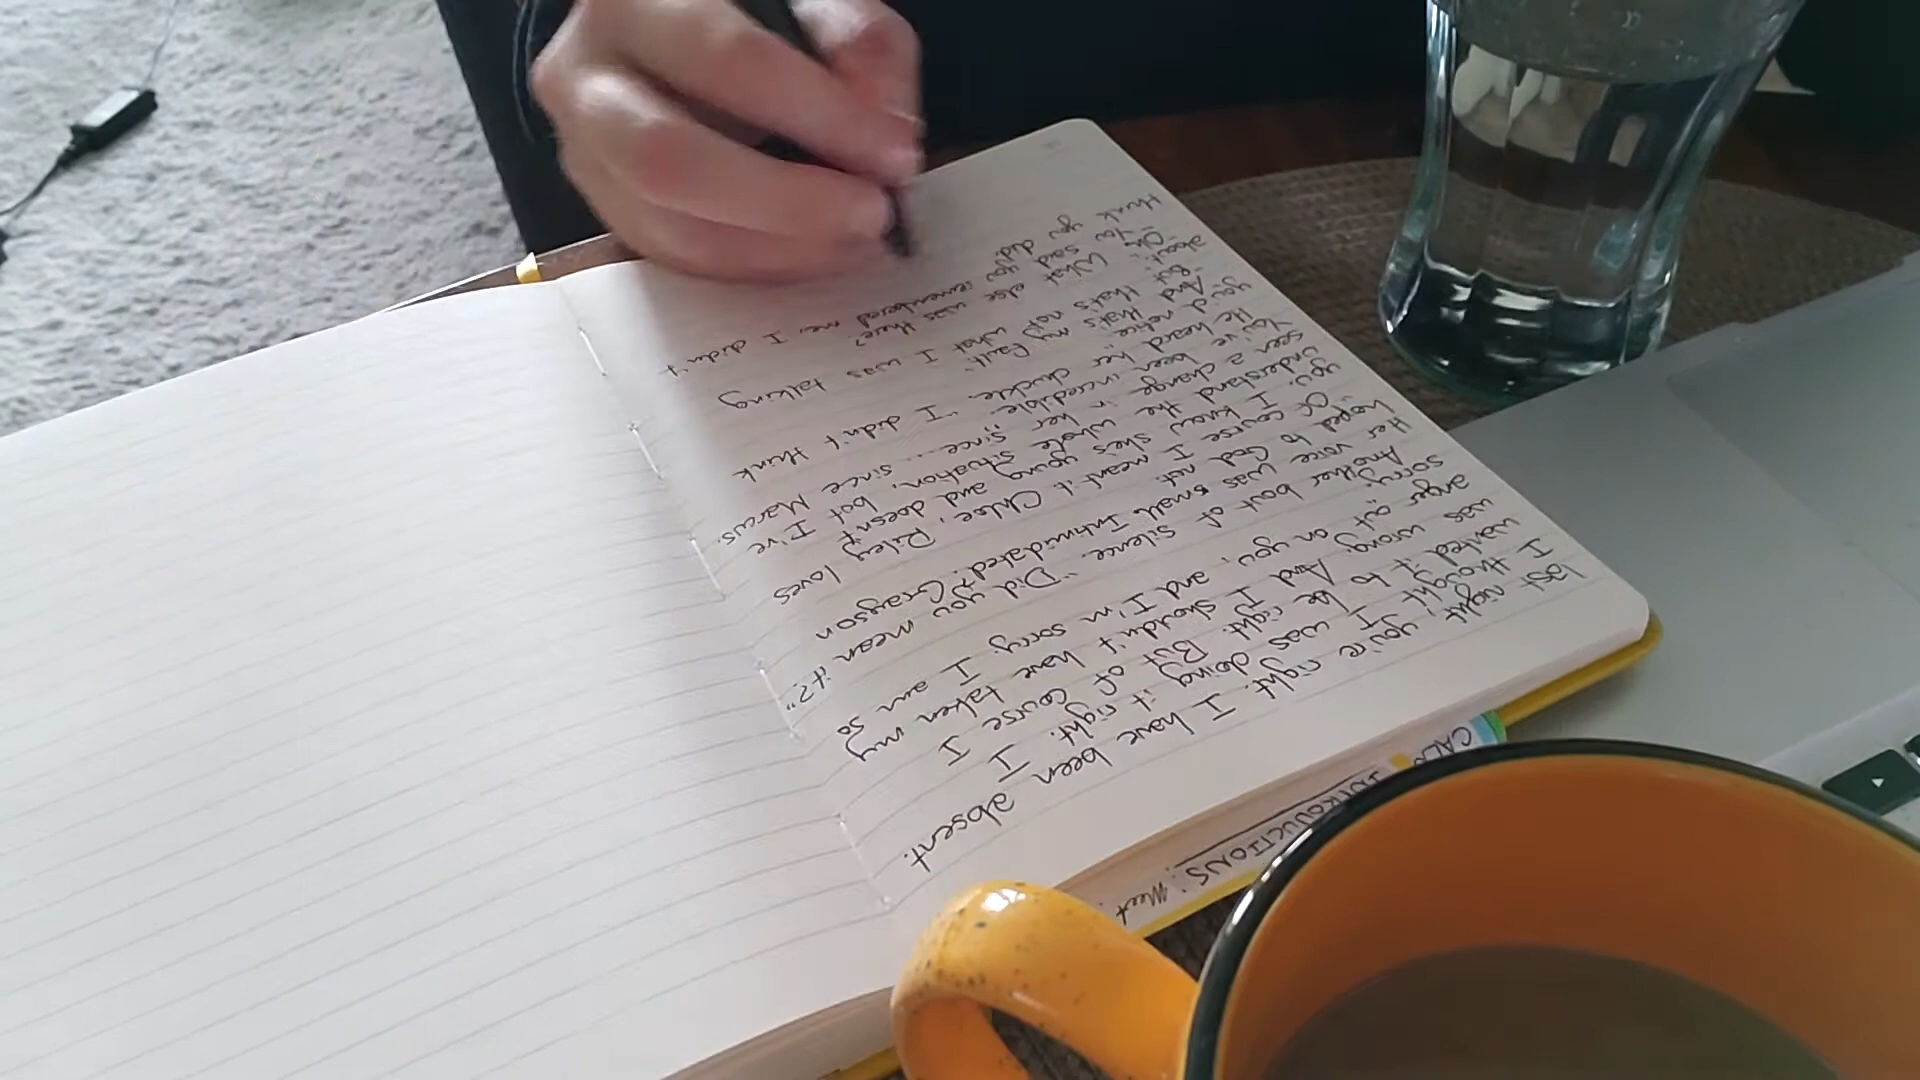 last night, you're right. I have been absent.
I thought I was doing it right. I
wanted it to be right. But of course I
was wrong. And I shouldn't have taken my
anger out on you, and I'm sorry. I am so
sorry."
Another bout of silence. "Did you mean it?"
Her voice was small. Intimidated? Grayson
hoped to God not.
"Of course I meant it. Chloe, Riley loves
you. I know she's young and doesn't
understand the whole situation, but I've
seen a change in her since... since Marcus.
You've been incredible."
He heard her chuckle. "I didn't think
you'd notice."
"And that's my fault."
"But that's not what I was talking
about."
"Oh. What else was there?
"You said you remembered me. I didn't
think you did.
INTRODUCTIONS: Meet